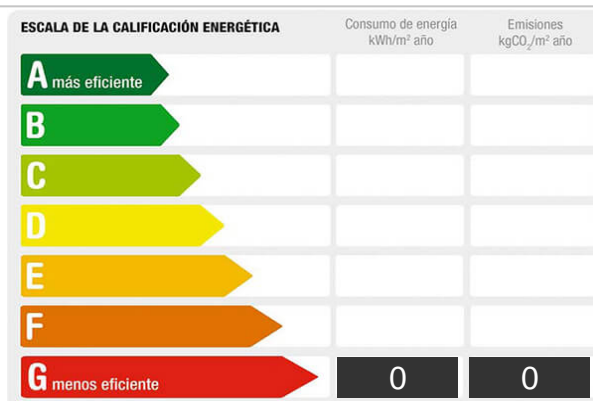 ESCALA DE LA CALIFICACIÓN ENERGÉTICA
Consumo de energía
kWh/m² año
Emisiones
kgCO₂/m² año
A más eficiente
B
C
D
E
F
G menos eficiente 0 0